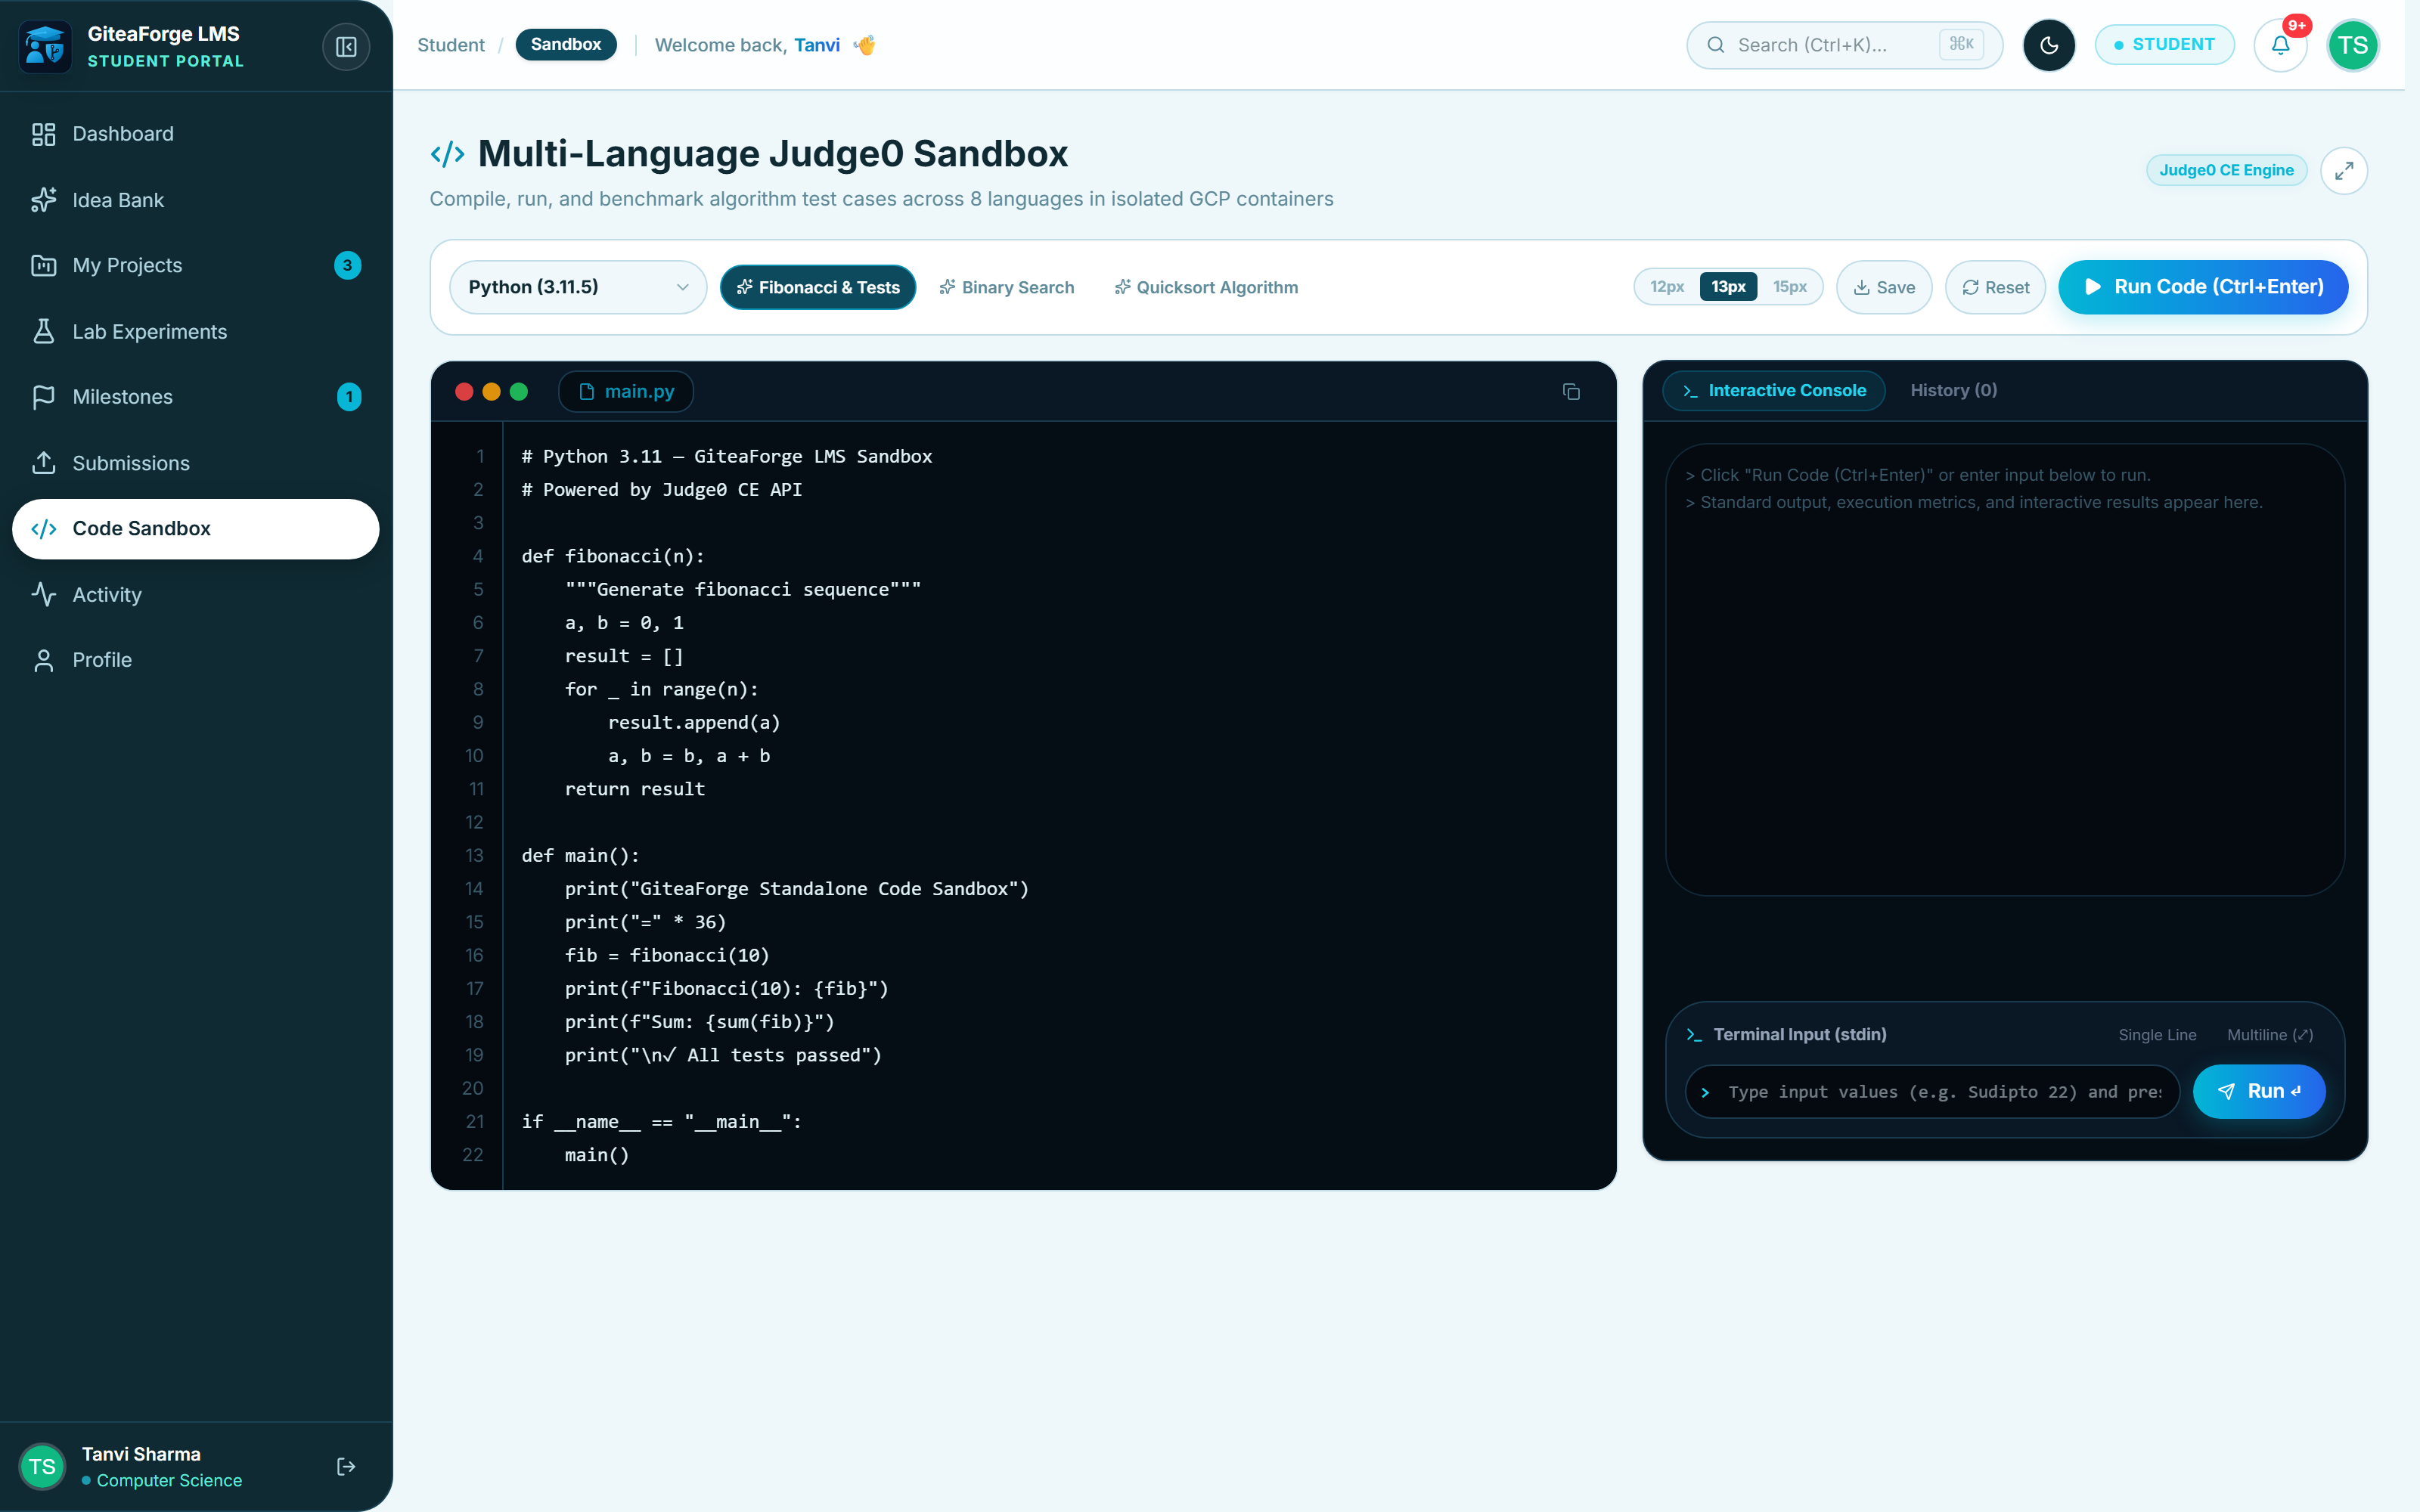 GiteaForge LMS
STUDENT PORTAL
Dashboard
Idea Bank
My Projects 3
Lab Experiments
Milestones 1
Submissions
Code Sandbox
Activity
Profile
TS
Tanvi Sharma
Computer Science
Student / Sandbox Welcome back, Tanvi 👋
Search (Ctrl+K)... ⌘K
STUDENT
9+
TS
Multi-Language Judge0 Sandbox
Compile, run, and benchmark algorithm test cases across 8 languages in isolated GCP containers
Judge0 CE Engine
Python (3.11.5) Fibonacci & Tests Binary Search Quicksort Algorithm
12px 13px 15px Save Reset Run Code (Ctrl+Enter)
main.py
1 # Python 3.11 — GiteaForge LMS Sandbox
2 # Powered by Judge0 CE API
3
4 def fibonacci(n):
5     """Generate fibonacci sequence"""
6     a, b = 0, 1
7     result = []
8     for _ in range(n):
9         result.append(a)
10         a, b = b, a + b
11     return result
12
13 def main():
14     print("GiteaForge Standalone Code Sandbox")
15     print("=" * 36)
16     fib = fibonacci(10)
17     print(f"Fibonacci(10): {fib}")
18     print(f"Sum: {sum(fib)}")
19     print("\n✓ All tests passed")
20
21 if __name__ == "__main__":
22     main()
Interactive Console History (0)
> Click "Run Code (Ctrl+Enter)" or enter input below to run.
> Standard output, execution metrics, and interactive results appear here.
Terminal Input (stdin) Single Line Multiline (⤢)
Type input values (e.g. Sudipto 22) and
Run ↵